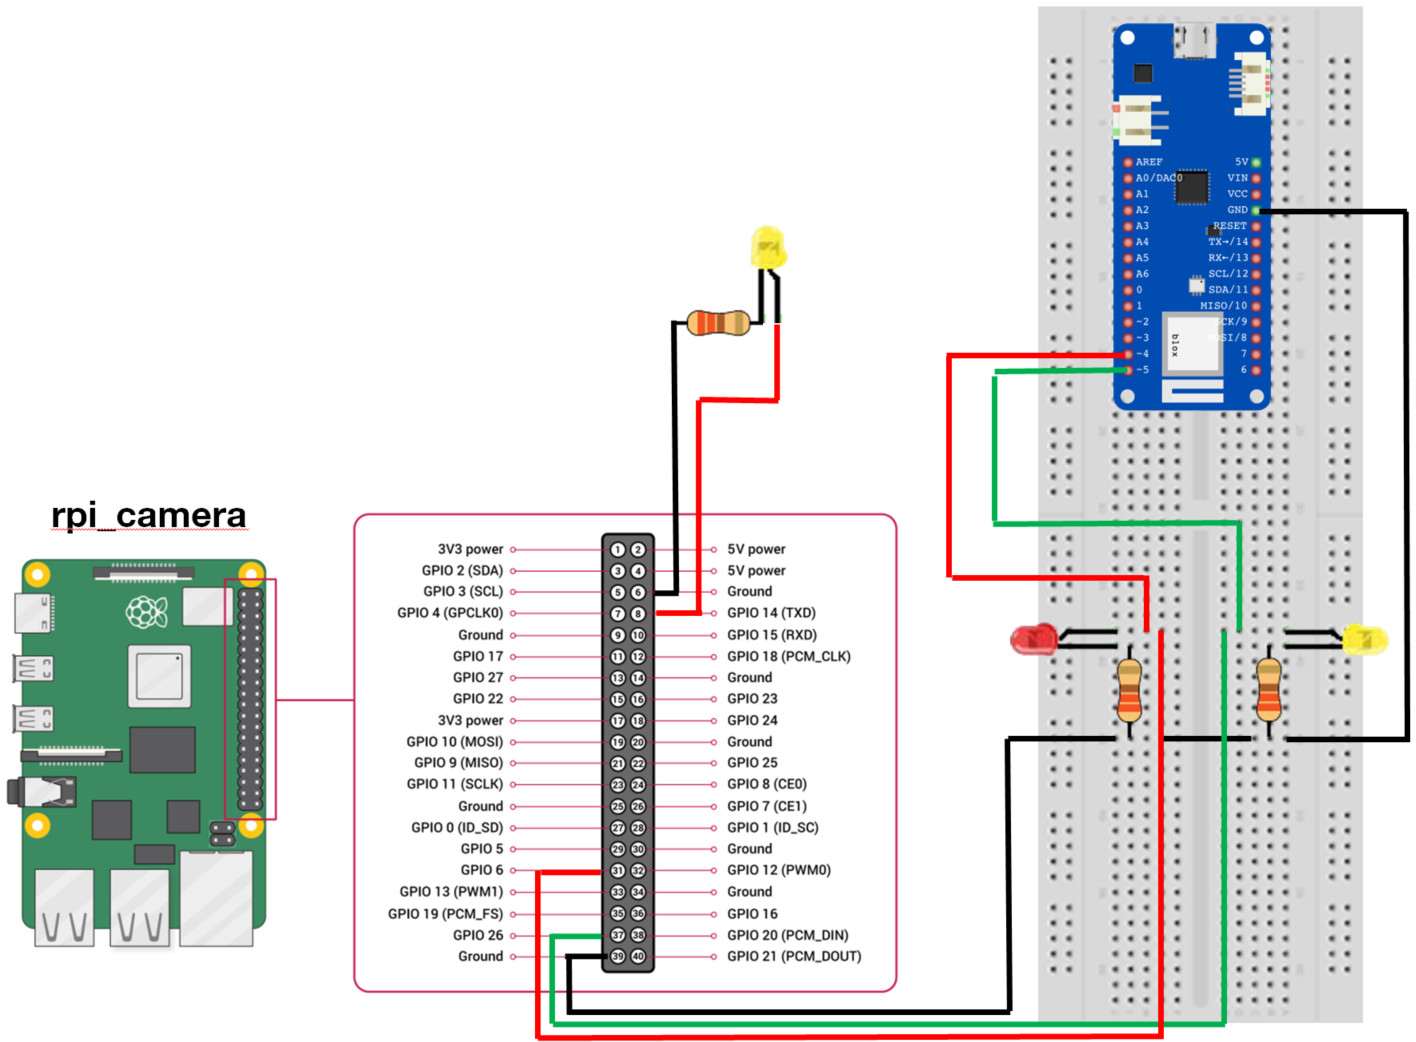 AREF 5V
A0/DAC0 VIN
A1 VCC
A2 GND
A3 RESET
A4 TX→/14
A5 RX←/13
A6 SCL/12
0 SDA/11
1 MISO/10
~2 SCK/9
~3 MOSI/8
~4 7
~5 6
blox
rpi_camera
3V3 power 1 2 5V power
GPIO 2 (SDA) 3 4 5V power
GPIO 3 (SCL) 5 6 Ground
GPIO 4 (GPCLK0) 7 8 GPIO 14 (TXD)
Ground 9 10 GPIO 15 (RXD)
GPIO 17 11 12 GPIO 18 (PCM_CLK)
GPIO 27 13 14 Ground
GPIO 22 15 16 GPIO 23
3V3 power 17 18 GPIO 24
GPIO 10 (MOSI) 19 20 Ground
GPIO 9 (MISO) 21 22 GPIO 25
GPIO 11 (SCLK) 23 24 GPIO 8 (CE0)
Ground 25 26 GPIO 7 (CE1)
GPIO 0 (ID_SD) 27 28 GPIO 1 (ID_SC)
GPIO 5 29 30 Ground
GPIO 6 31 32 GPIO 12 (PWM0)
GPIO 13 (PWM1) 33 34 Ground
GPIO 19 (PCM_FS) 35 36 GPIO 16
GPIO 26 37 38 GPIO 20 (PCM_DIN)
Ground 39 40 GPIO 21 (PCM_DOUT)